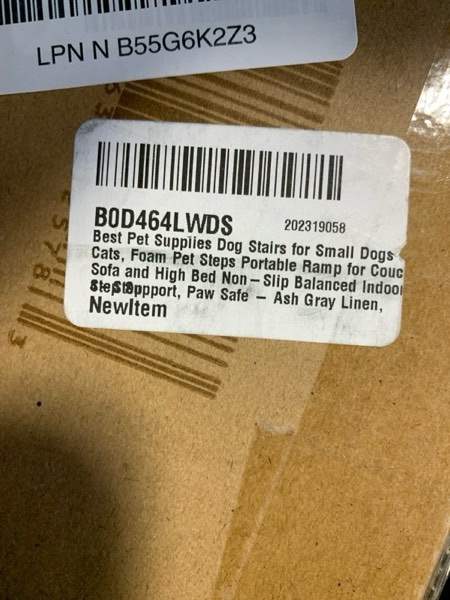 LPN N B55G6K2Z3
B0D464LWDS 202319058
Best Pet Supplies Dog Stairs for Small Dogs
Cats, Foam Pet Steps Portable Ramp for Couc
Sofa and High Bed Non-Slip Balanced Indoor
Step Support, Paw Safe - Ash Gray Linen,
NewItem